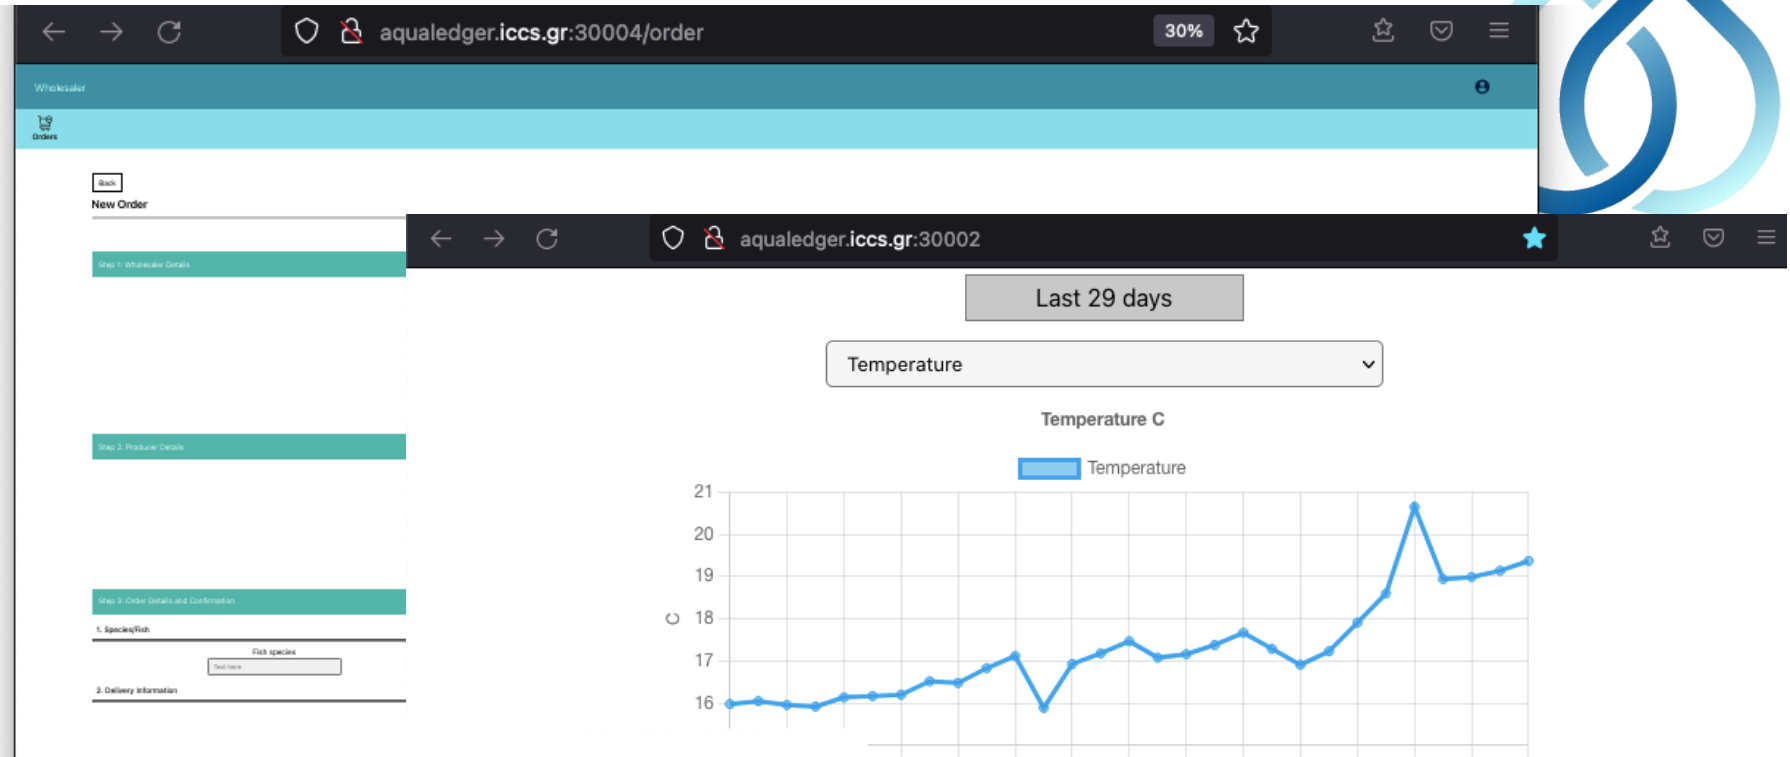 aqualedger.iccs.gr:30004/order
30%
Wholesaler
Orders
Back
New Order
Step 1: Wholesaler Details
Step 2: Producer Details
Step 3: Order Details and Confirmation
1. Species/Fish
Fish species
Text here
2. Delivery Information
aqualedger.iccs.gr:30002
Last 29 days
Temperature
Temperature C
Temperature
21
20
19
18
17
16
C